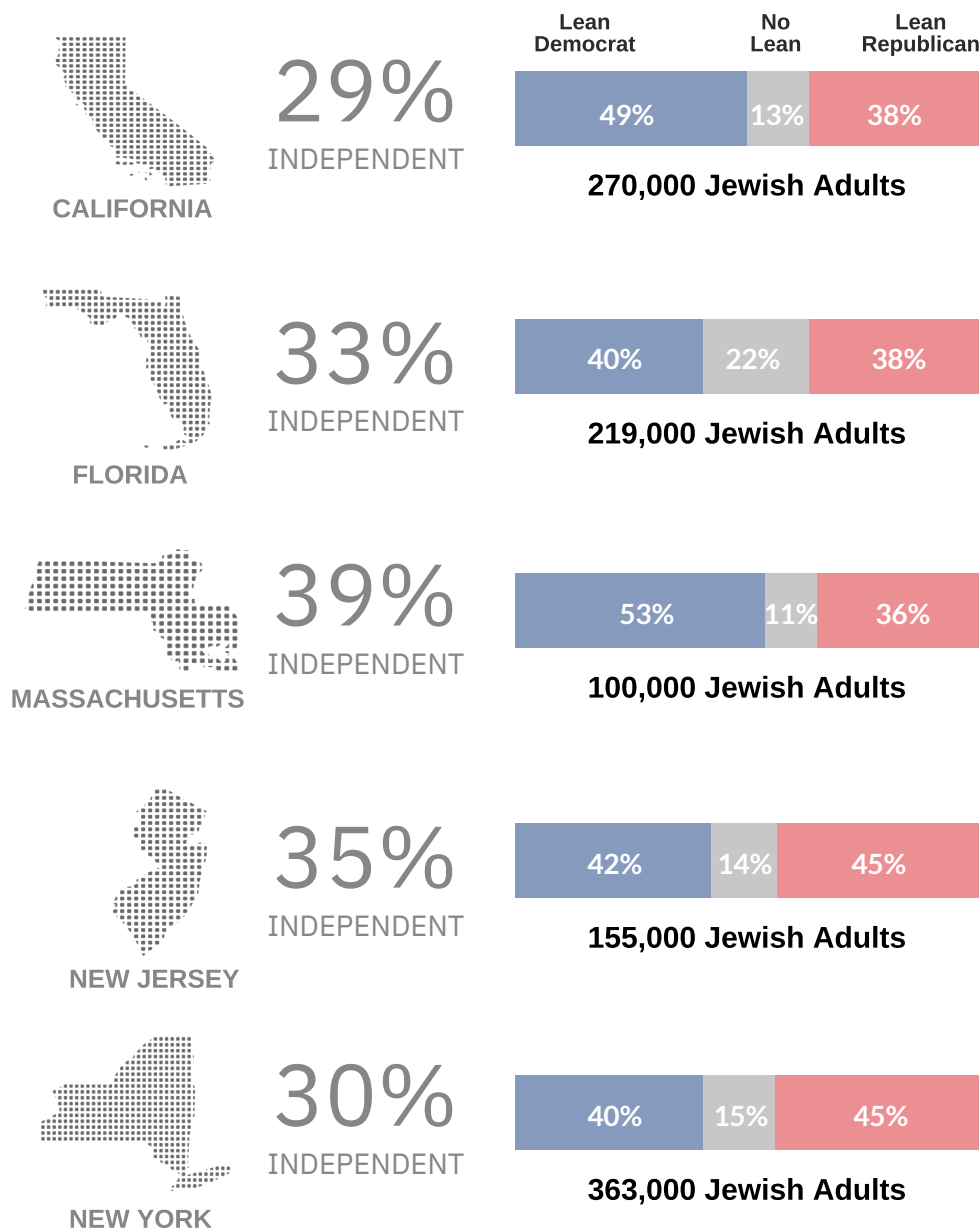 Lean Democrat
No Lean
Lean Republican
29%
INDEPENDENT
CALIFORNIA
49%
13%
38%
270,000 Jewish Adults
33%
INDEPENDENT
FLORIDA
40%
22%
38%
219,000 Jewish Adults
39%
INDEPENDENT
MASSACHUSETTS
53%
11%
36%
100,000 Jewish Adults
35%
INDEPENDENT
NEW JERSEY
42%
14%
45%
155,000 Jewish Adults
30%
INDEPENDENT
NEW YORK
40%
15%
45%
363,000 Jewish Adults